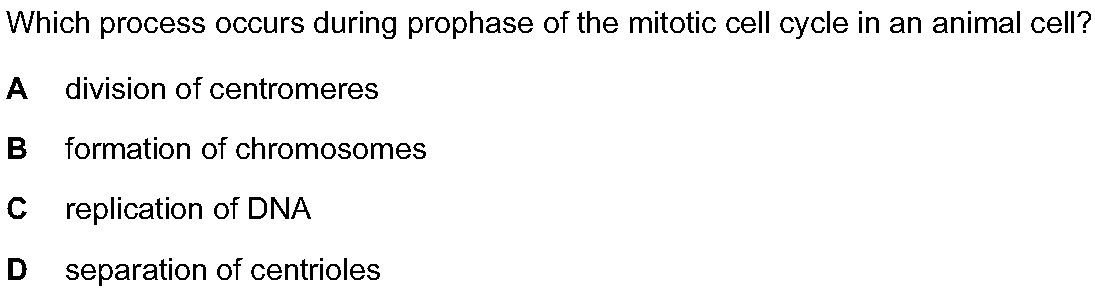 Which process occurs during prophase of the mitotic cell cycle in an animal cell?
A division of centromeres
B formation of chromosomes
C replication of DNA
D separation of centrioles